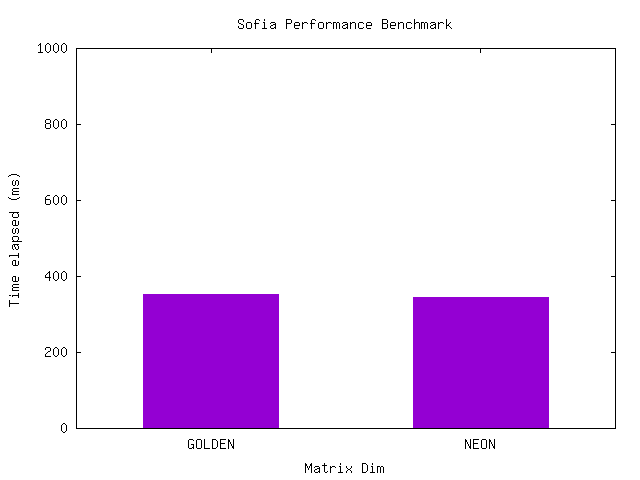 Sofia Performance Benchmark
1000
800
600
400
200
0
Time elapsed (ms)
GOLDEN NEON
Matrix Dim